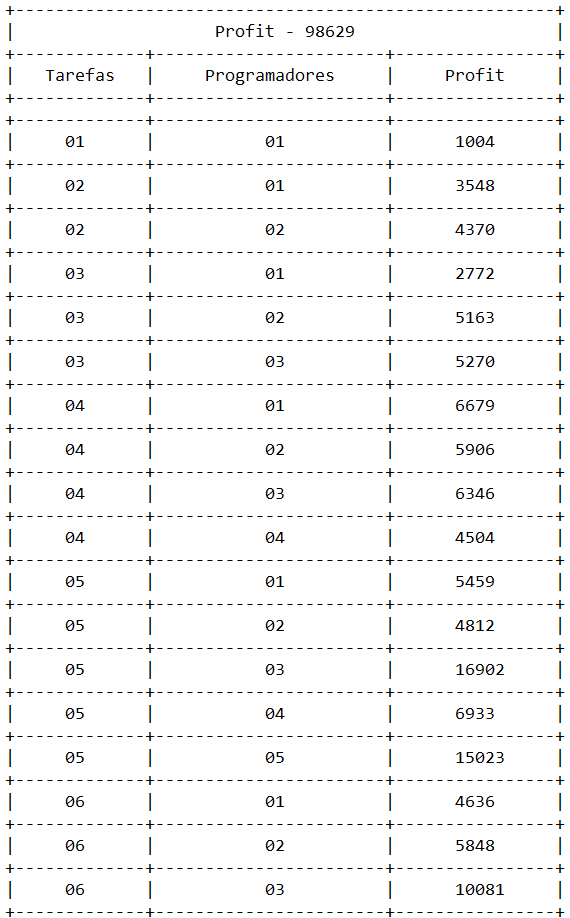 Profit - 98629
Tarefas | Programadores | Profit
01 | 01 | 1004
02 | 01 | 3548
02 | 02 | 4370
03 | 01 | 2772
03 | 02 | 5163
03 | 03 | 5270
04 | 01 | 6679
04 | 02 | 5906
04 | 03 | 6346
04 | 04 | 4504
05 | 01 | 5459
05 | 02 | 4812
05 | 03 | 16902
05 | 04 | 6933
05 | 05 | 15023
06 | 01 | 4636
06 | 02 | 5848
06 | 03 | 10081